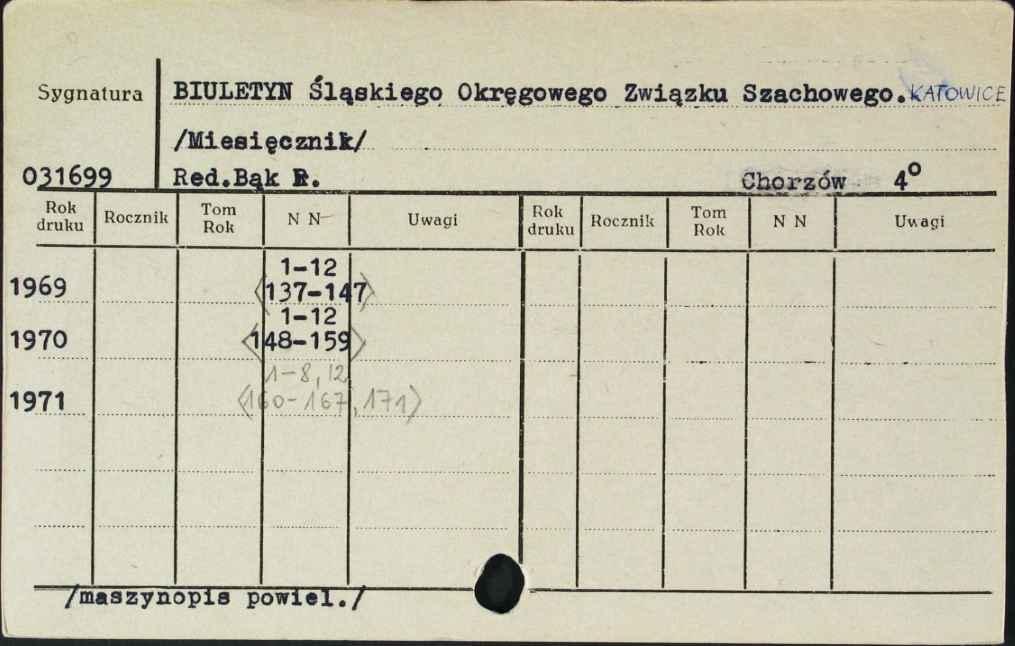 Sygnatura BIULETYN Śląskiego Okręgowego Związku Szachowego. KATOWICE
/Miesięcznik/
031699 Red.Bąk R. Chorzów 4°
Rok druku Rocznik Tom Rok N N Uwagi Rok druku Rocznik Tom Rok N N Uwagi
1-12
1969 <137-147>
1-12
1970 <148-159>
1-8, 12
1971 <160-167, 171>
/maszynopis powiel./